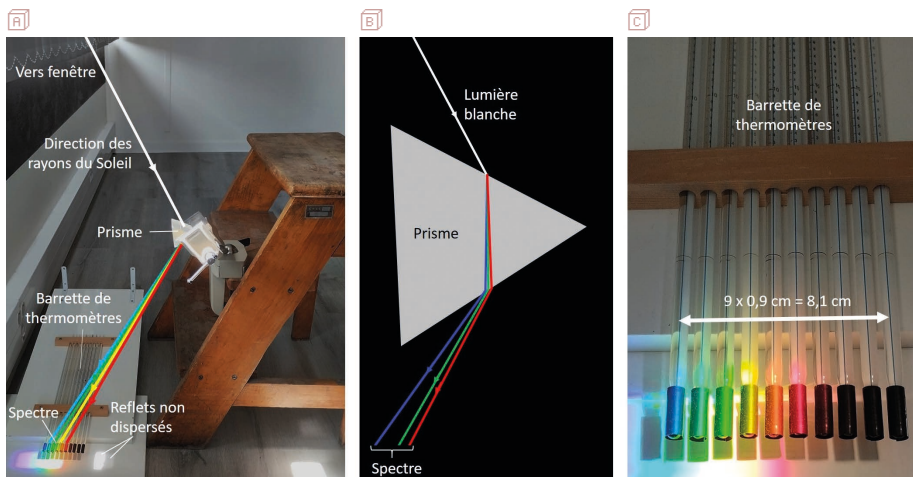 A
Vers fenêtre
Direction des
rayons du Soleil
Prisme
Barrette de
thermomètres
Spectre
Reflets non
dispersés
B
Lumière
blanche
Prisme
Spectre
C
Barrette de
thermomètres
9 x 0,9 cm = 8,1 cm